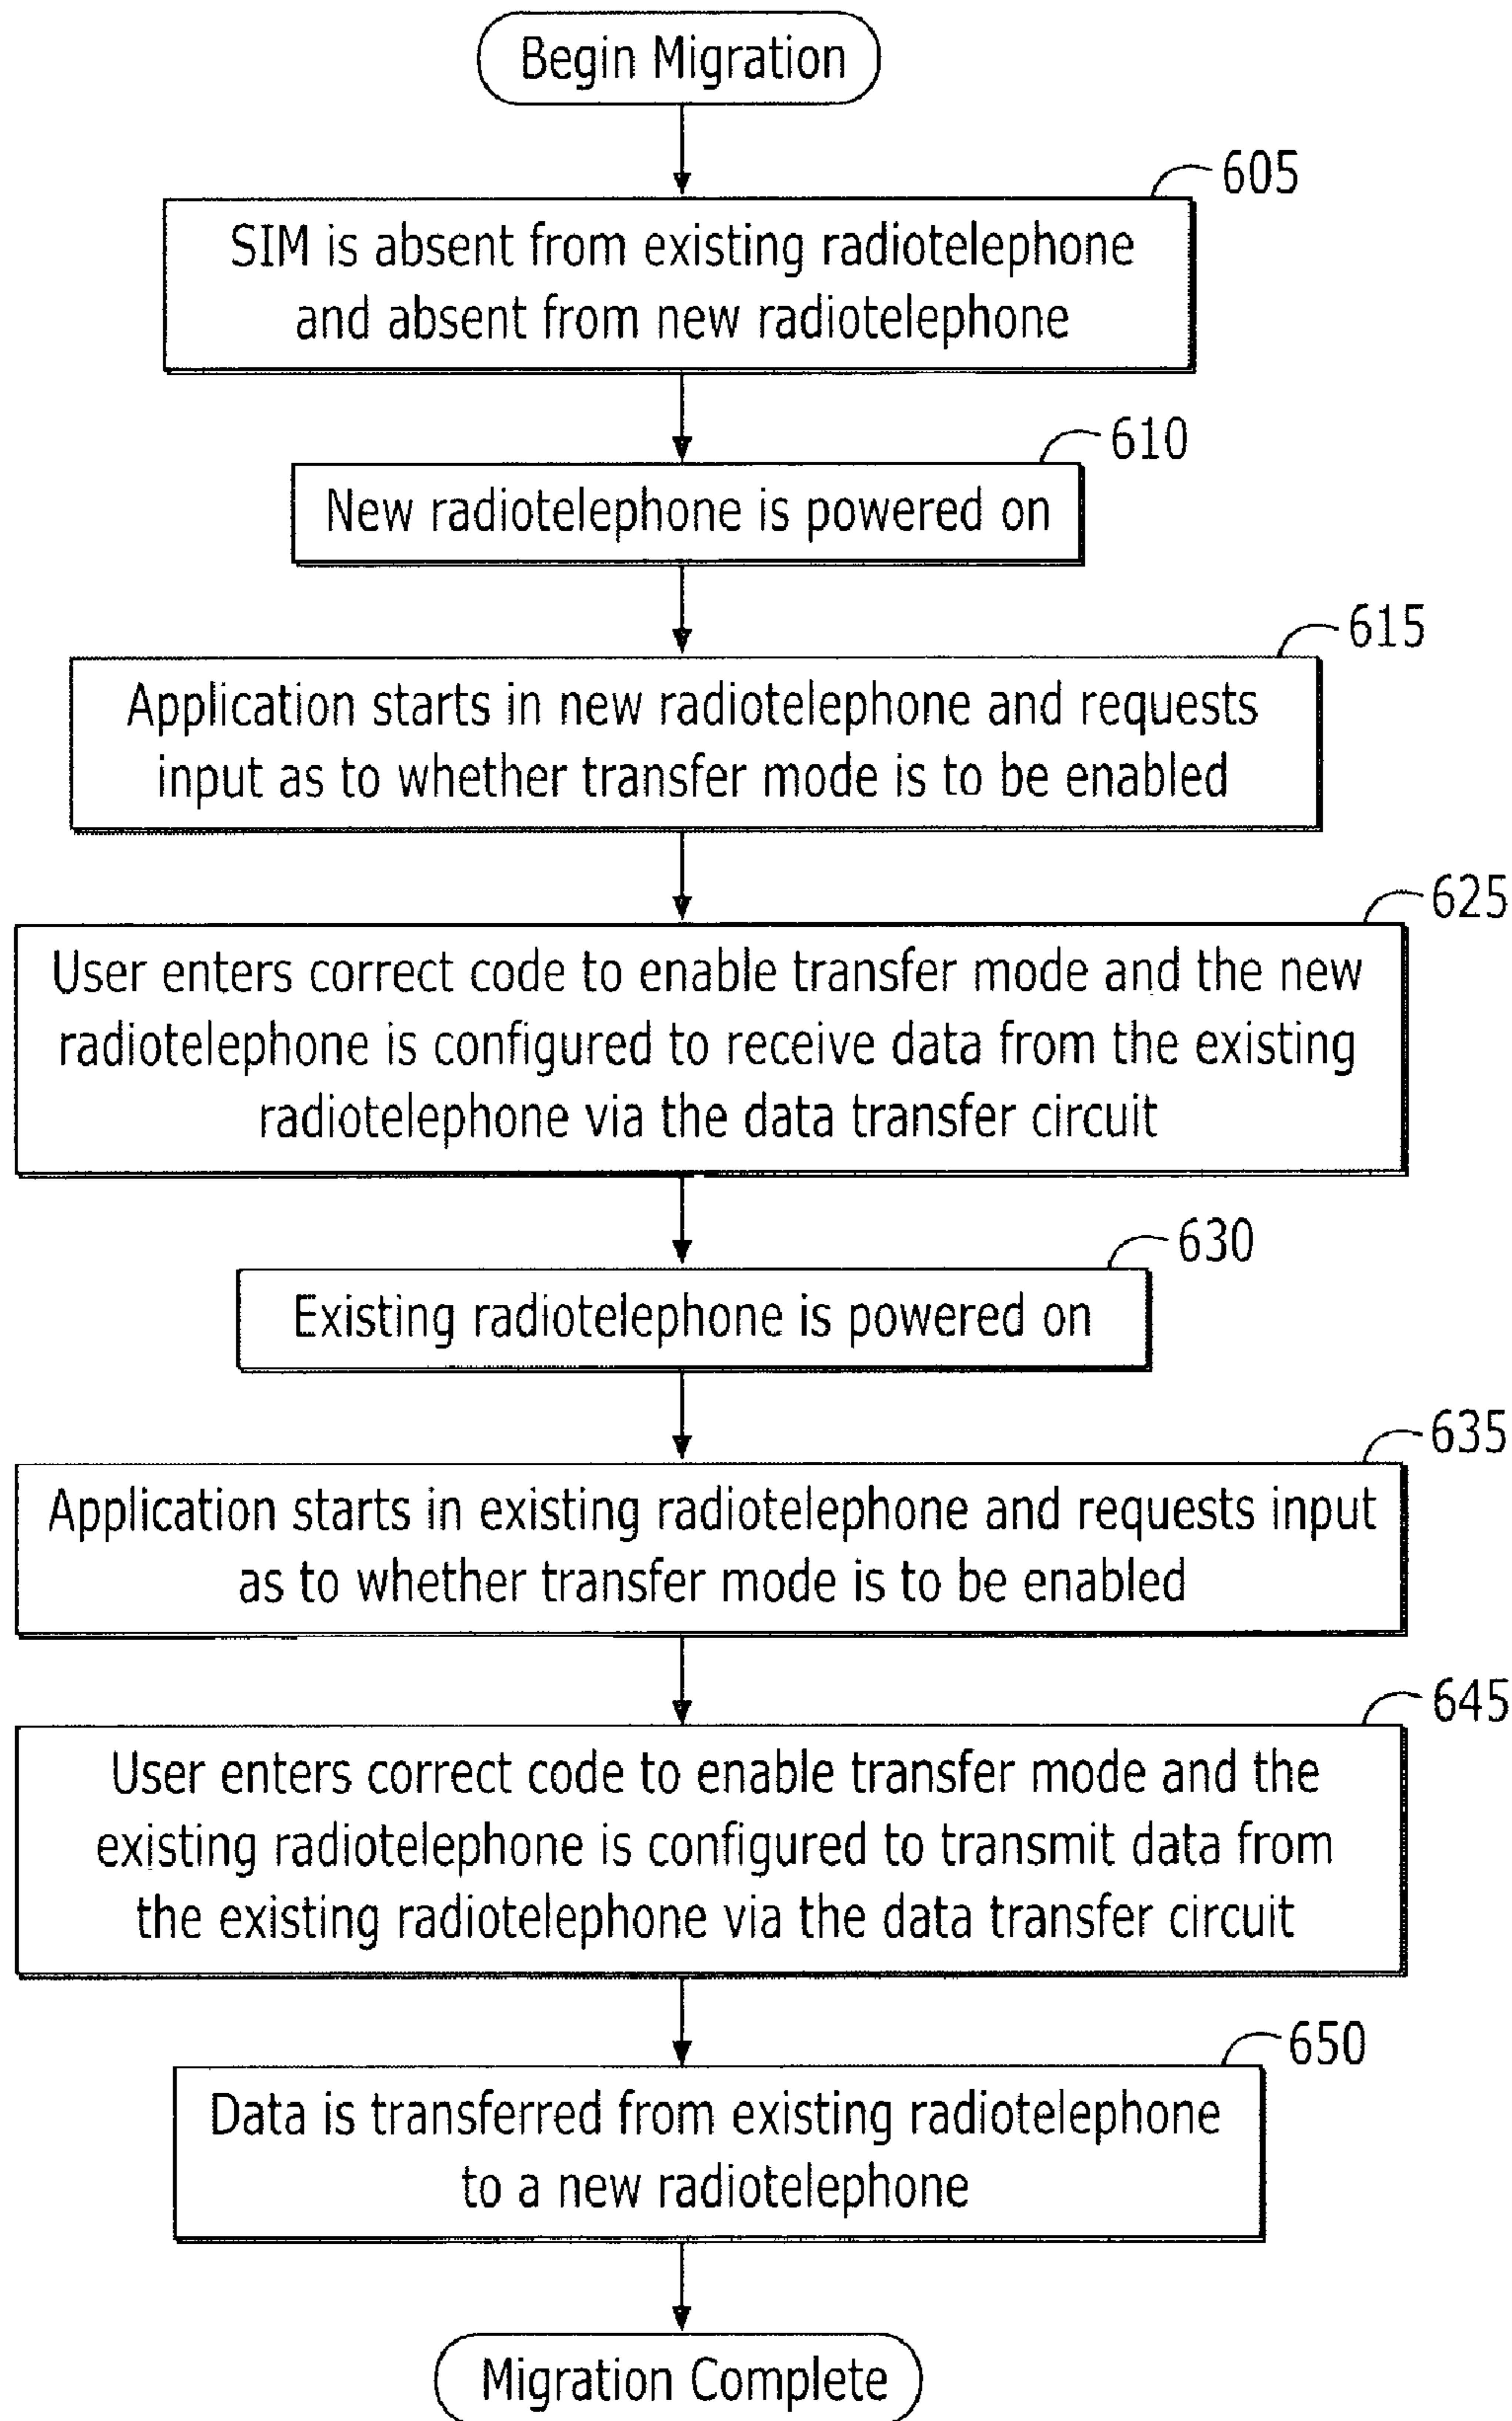 Begin Migration
605
SIM is absent from existing radiotelephone
and absent from new radiotelephone
610
New radiotelephone is powered on
615
Application starts in new radiotelephone and requests
input as to whether transfer mode is to be enabled
625
User enters correct code to enable transfer mode and the new
radiotelephone is configured to receive data from the existing
radiotelephone via the data transfer circuit
630
Existing radiotelephone is powered on
635
Application starts in existing radiotelephone and requests input
as to whether transfer mode is to be enabled
645
User enters correct code to enable transfer mode and the
existing radiotelephone is configured to transmit data from
the existing radiotelephone via the data transfer circuit
650
Data is transferred from existing radiotelephone
to a new radiotelephone
Migration Complete